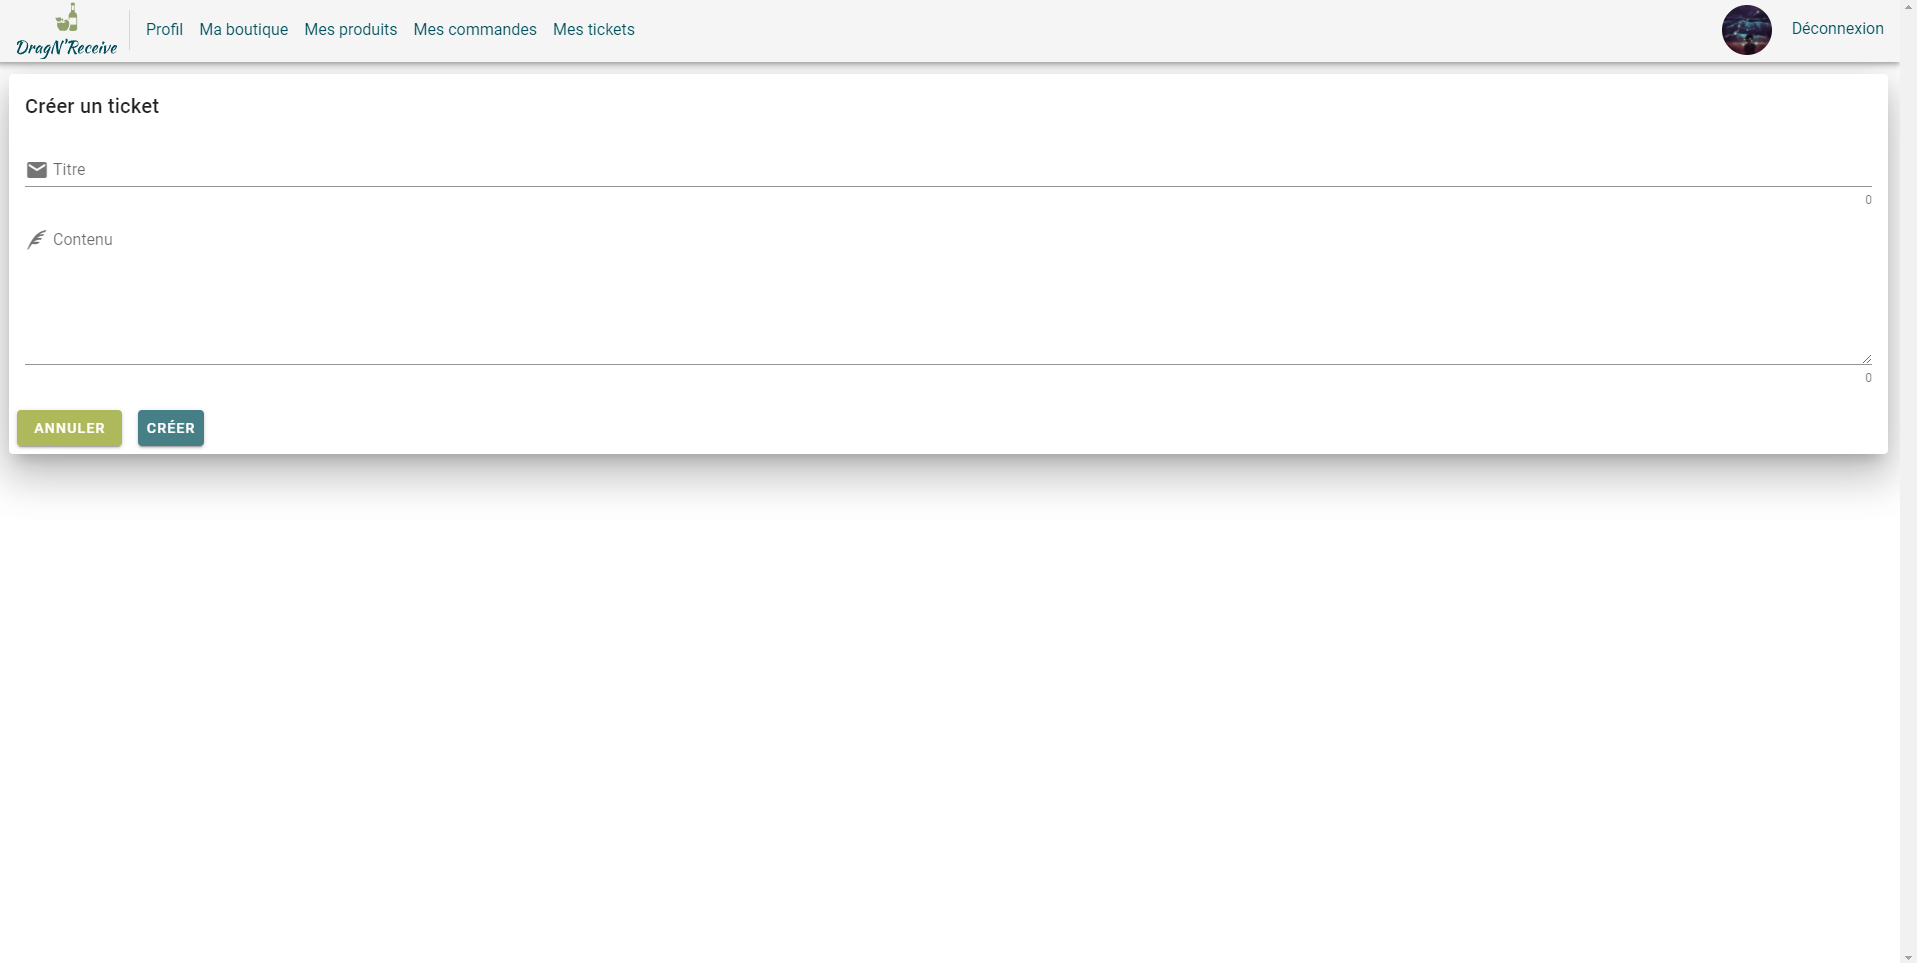 DragN'Receive
Profil Ma boutique Mes produits Mes commandes Mes tickets Déconnexion
Créer un ticket
Titre
0
Contenu
0
ANNULER CRÉER